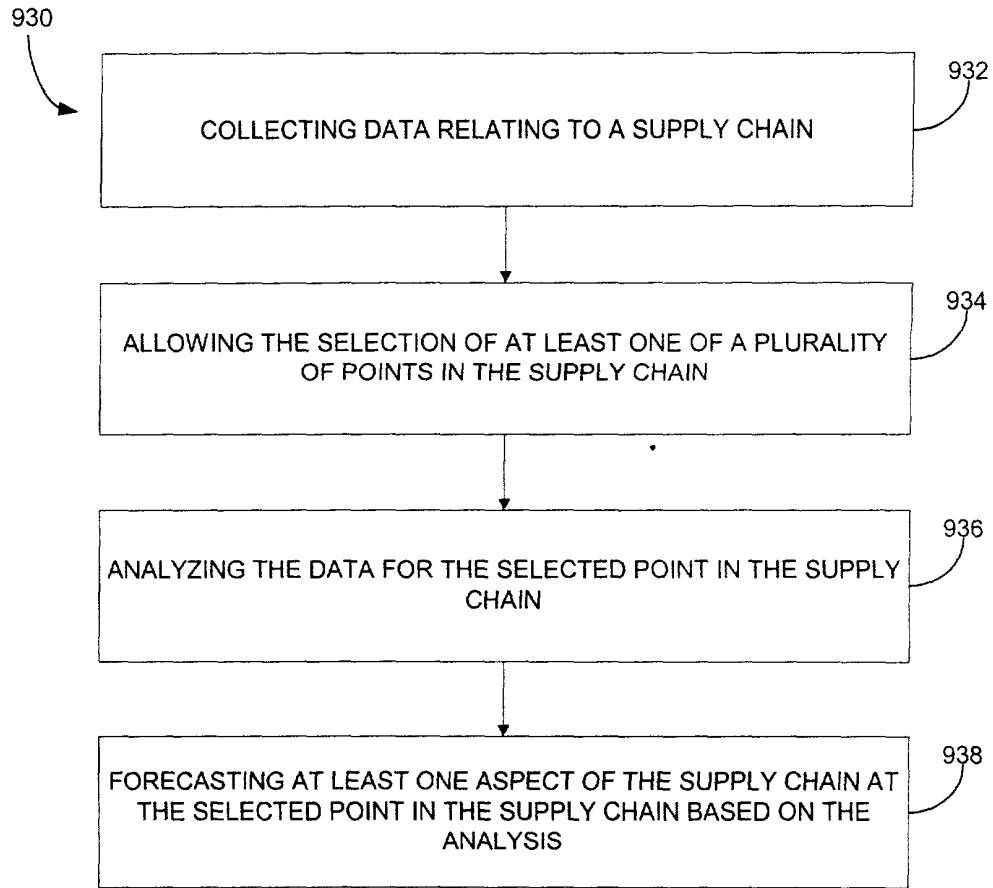 930
932
COLLECTING DATA RELATING TO A SUPPLY CHAIN
934
ALLOWING THE SELECTION OF AT LEAST ONE OF A PLURALITY
OF POINTS IN THE SUPPLY CHAIN
936
ANALYZING THE DATA FOR THE SELECTED POINT IN THE SUPPLY
CHAIN
938
FORECASTING AT LEAST ONE ASPECT OF THE SUPPLY CHAIN AT
THE SELECTED POINT IN THE SUPPLY CHAIN BASED ON THE
ANALYSIS